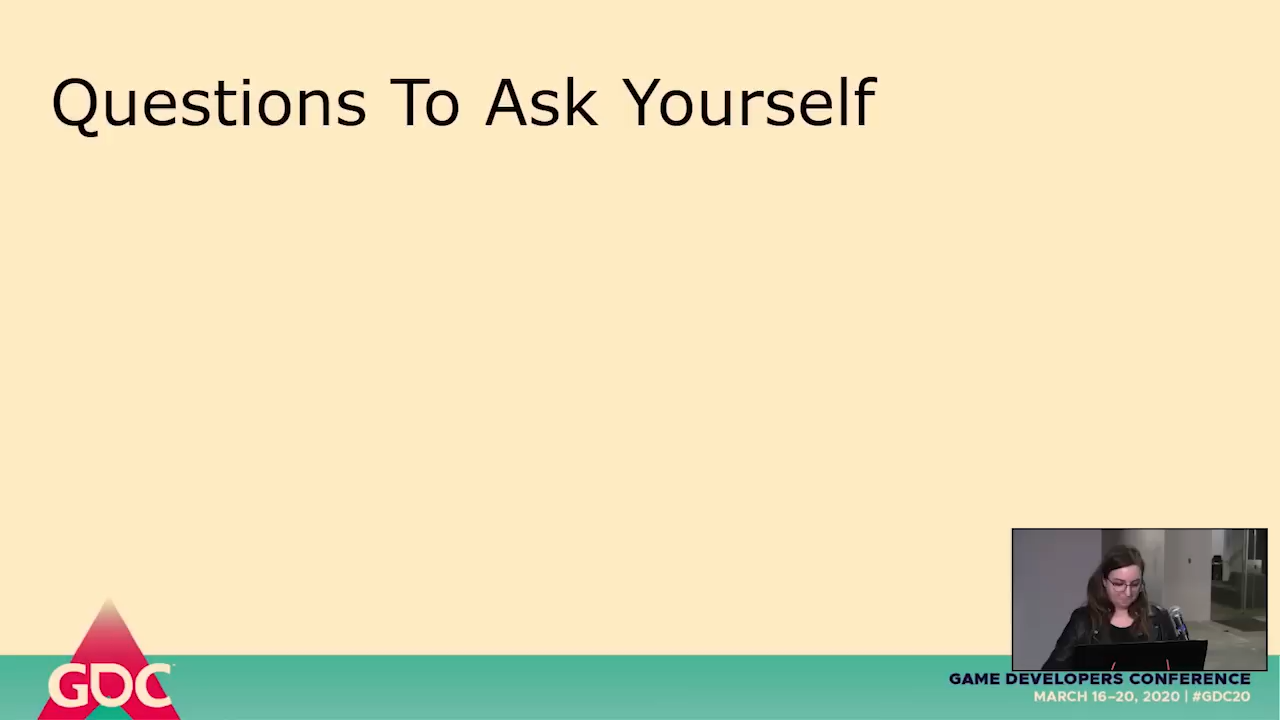 Questions To Ask Yourself
GDC
GAME DEVELOPERS CONFERENCE
MARCH 16–20, 2020 | #GDC20